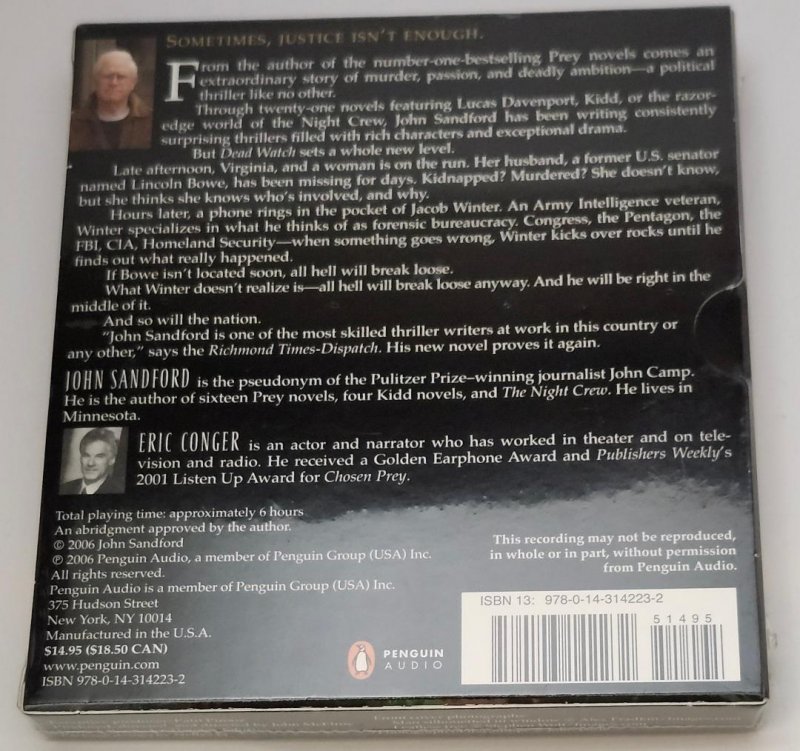 SOMETIMES, JUSTICE ISN'T ENOUGH.
From the author of the number-one-bestselling Prey novels comes an
extraordinary story of murder, passion, and deadly ambition—a political
thriller like no other.
Through twenty-one novels featuring Lucas Davenport, Kidd, or the razor-
edge world of the Night Crew, John Sandford has been writing consistently
surprising thrillers filled with rich characters and exceptional drama.
But Dead Watch sets a whole new level.
Late afternoon, Virginia, and a woman is on the run. Her husband, a former U.S. senator
named Lincoln Bowe, has been missing for days. Kidnapped? Murdered? She doesn't know,
but she thinks she knows who's involved, and why.
Hours later, a phone rings in the pocket of Jacob Winter. An Army Intelligence veteran,
Winter specializes in what he thinks of as forensic bureaucracy. Congress, the Pentagon, the
FBI, CIA, Homeland Security—when something goes wrong, Winter kicks over rocks until he
finds out what really happened.
If Bowe isn't located soon, all hell will break loose.
What Winter doesn't realize is—all hell will break loose anyway. And he will be right in the
middle of it.
And so will the nation.
"John Sandford is one of the most skilled thriller writers at work in this country or
any other," says the Richmond Times-Dispatch. His new novel proves it again.
JOHN SANDFORD is the pseudonym of the Pulitzer Prize–winning journalist John Camp.
He is the author of sixteen Prey novels, four Kidd novels, and The Night Crew. He lives in
Minnesota.
ERIC CONGER is an actor and narrator who has worked in theater and on tele-
vision and radio. He received a Golden Earphone Award and Publishers Weekly's
2001 Listen Up Award for Chosen Prey.
Total playing time: approximately 6 hours
An abridgment approved by the author.
© 2006 John Sandford
℗ 2006 Penguin Audio, a member of Penguin Group (USA) Inc.
All rights reserved.
Penguin Audio is a member of Penguin Group (USA) Inc.
375 Hudson Street
New York, NY 10014
Manufactured in the U.S.A.
$14.95 ($18.50 CAN)
www.penguin.com
ISBN 978-0-14-314223-2
PENGUIN
AUDIO
This recording may not be reproduced,
in whole or in part, without permission
from Penguin Audio.
ISBN 13: 978-0-14-314223-2
51495